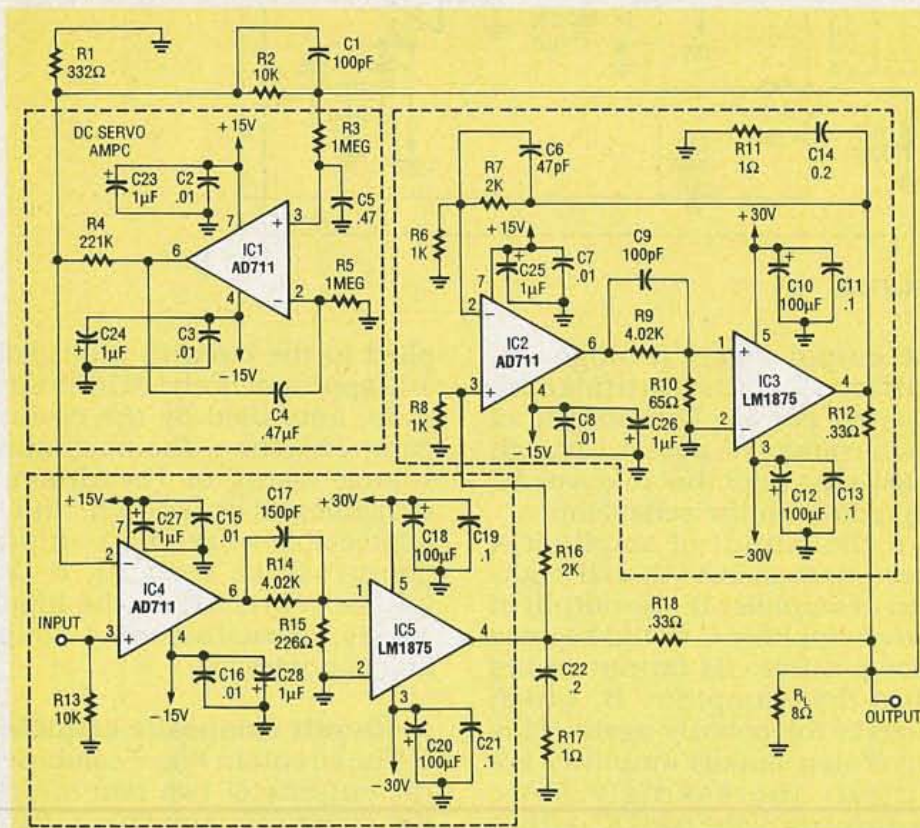 R1
332Ω
R2
10K
C1
100pF
DC SERVO
AMPC
+15V
R3
1MEG
C23
1µF
C2
.01
C5
.47
R4
221K
7
3
6
+
IC1
AD711
−
4
2
R5
1MEG
C24
1µF
C3
.01
−15V
C4
.47µF
C6
47pF
R7
2K
R11
1Ω
C14
0.2
R6
1K
+15V
7
C25
1µF
C7
.01
C9
100pF
+30V
C10
100µF
C11
.1
2
−
IC2
AD711
6
3
+
4
R9
4.02K
R10
65Ω
1
+
5
IC3
LM1875
4
2
−
3
R8
1K
−15V
C8
.01
C26
1µF
R12
.33Ω
C12
100µF
C13
.1
−30V
+15V
7
C27
1µF
C15
.01
C17
150pF
+30V
C18
100µF
C19
.1
2
−
IC4
AD711
6
INPUT
3
+
4
R14
4.02K
R15
226Ω
1
+
5
IC5
LM1875
4
2
−
3
R16
2K
R18
.33Ω
R13
10K
−15V
C16
.01
C28
1µF
C20
100µF
C21
.1
−30V
C22
.2
R17
1Ω
RL
8Ω
OUTPUT